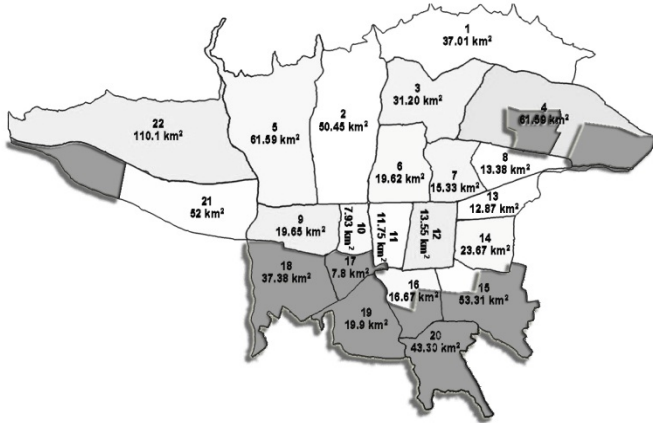 1
37.01 km²
3
31.20 km²
4
61.59 km²
22
110.1 km²
5
61.59 km²
2
50.45 km²
6
19.62 km²
7
15.33 km²
8
13.38 km²
21
52 km²
9
19.65 km²
10
7.93 km²
11
11.75 km²
12
13.55 km²
13
12.87 km²
14
23.67 km²
18
37.38 km²
17
7.8 km²
16
16.67 km²
15
53.31 km²
19
19.9 km²
20
43.30 km²